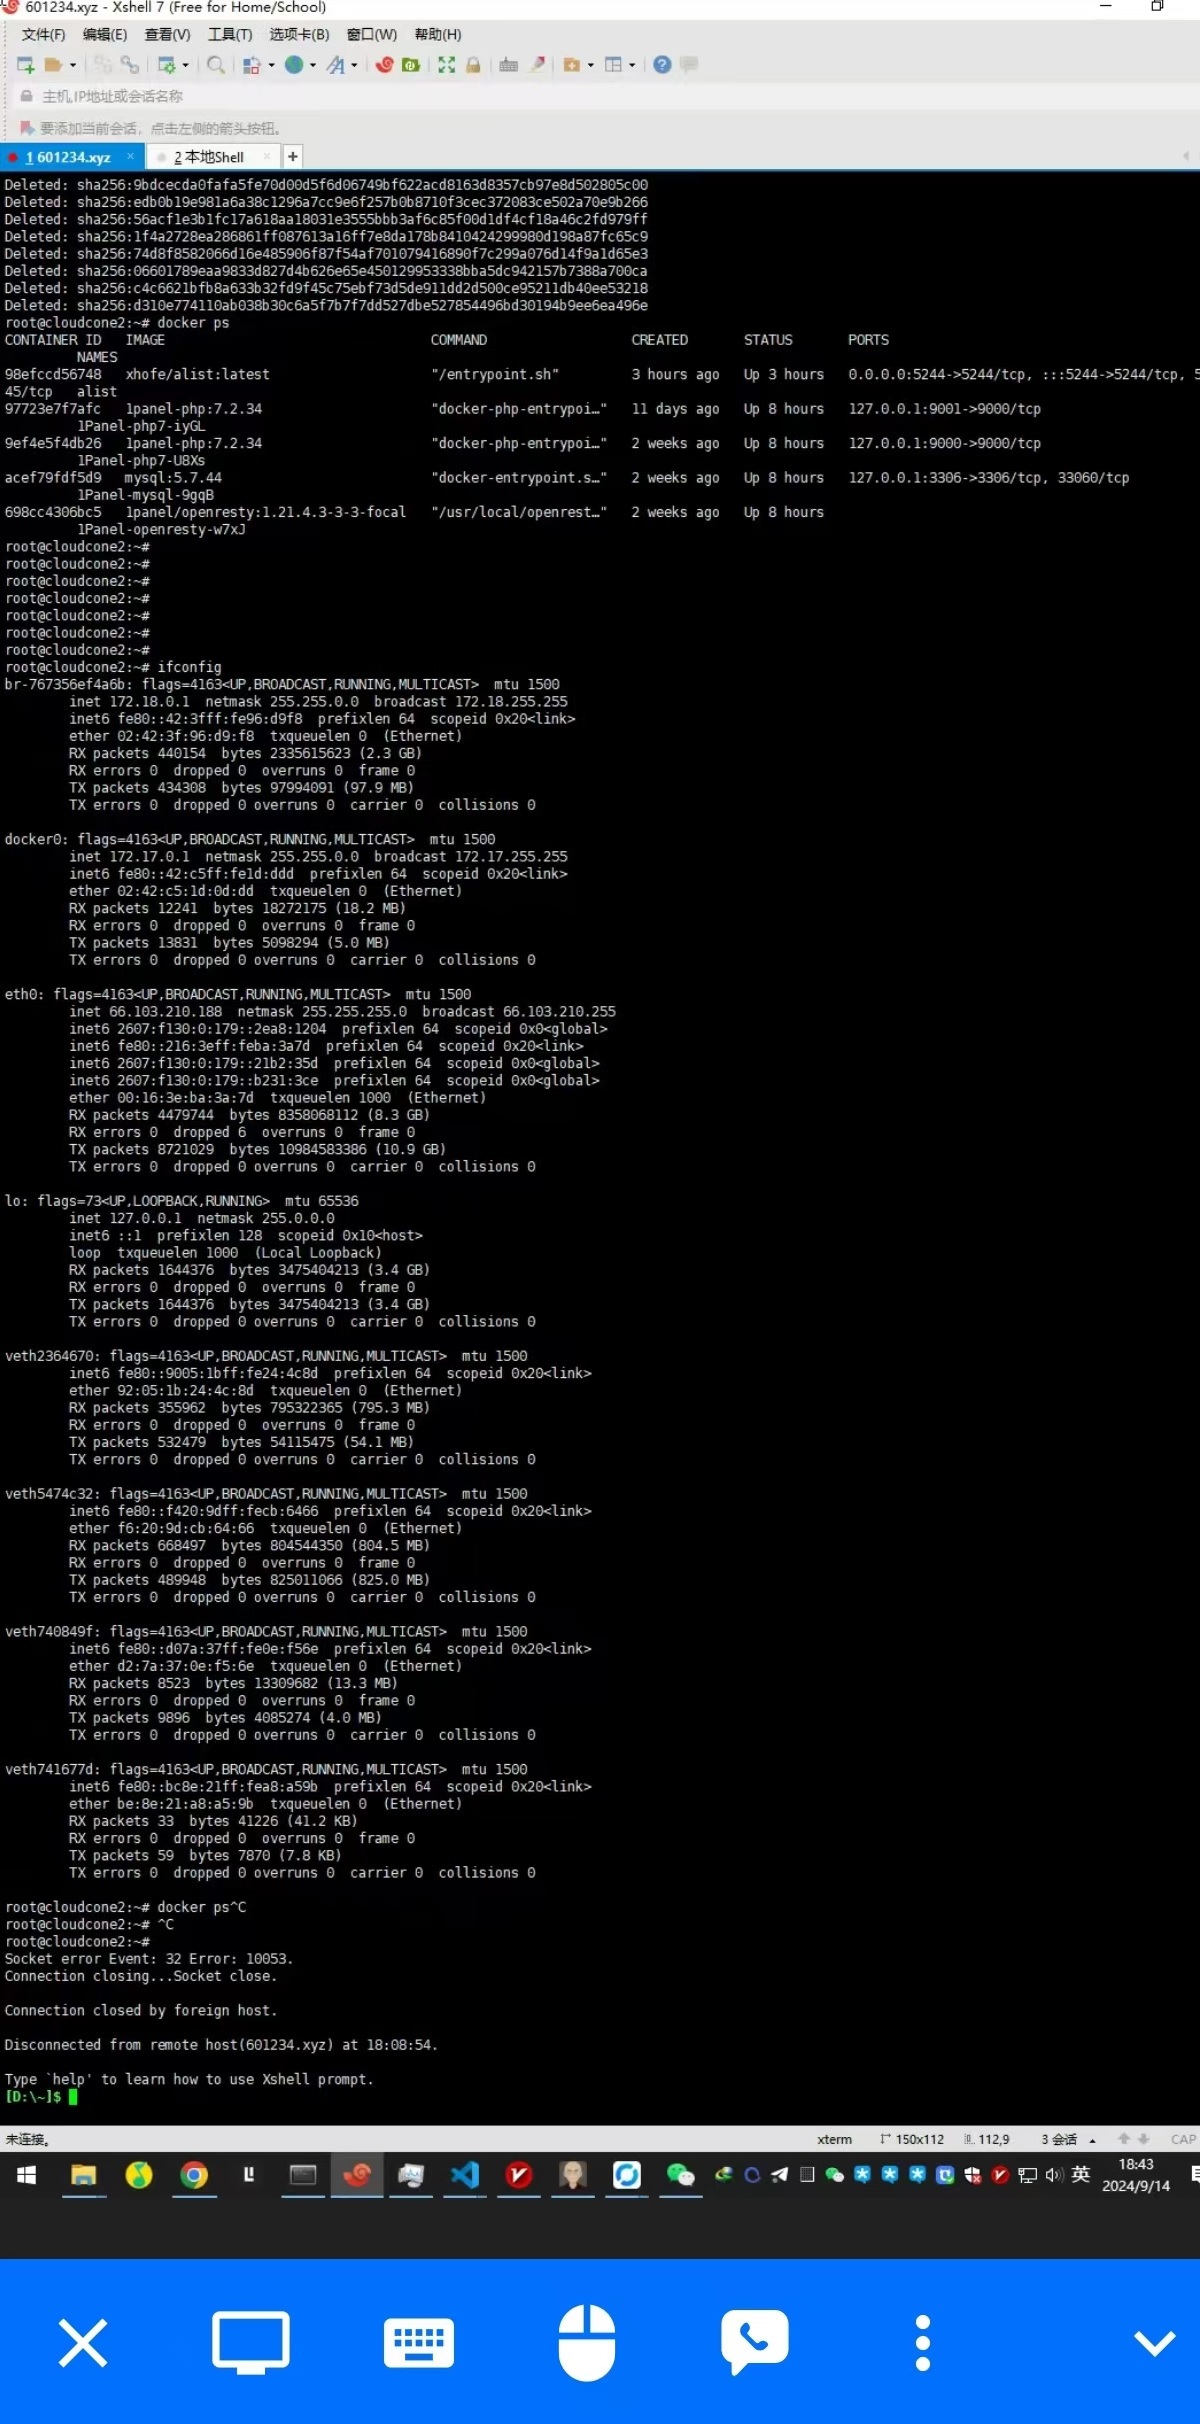 601234.xyz - Xshell 7 (Free for Home/School)
文件(F) 编辑(E) 查看(V) 工具(T) 选项卡(B) 窗口(W) 帮助(H)
主机,IP地址或会话名称
要添加当前会话，点击左侧的箭头按钮。
1 601234.xyz × 2 本地Shell × +
Deleted: sha256:9bdcecda0fafa5fe70d00d5f6d06749bf622acd8163d8357cb97e8d502805c00
Deleted: sha256:edb0b19e981a6a38c1296a7cc9e6f257b0b8710f3cec372083ce502a70e9b266
Deleted: sha256:56acf1e3b1fc17a618aa18031e3555bbb3af6c85f00d1df4cf18a46c2fd979ff
Deleted: sha256:1f4a2728ea286861ff087613a16ff7e8da178b8410424299980d198a87fc65c9
Deleted: sha256:74d8f8582066d16e485906f87f54af701079416890f7c299a076d14f9a1d65e3
Deleted: sha256:06601789eaa9833d827d4b626e65e450129953338bba5dc942157b7388a700ca
Deleted: sha256:c4c6621bfb8a633b32fd9f45c75ebf73d5de911dd2d500ce95211db40ee53218
Deleted: sha256:d310e774110ab038b30c6a5f7b7f7dd527dbe527854496bd30194b9ee6ea496e
root@cloudcone2:~# docker ps
CONTAINER ID IMAGE COMMAND CREATED STATUS PORTS
NAMES
98efccd56748 xhofe/alist:latest "/entrypoint.sh" 3 hours ago Up 3 hours 0.0.0.0:5244->5244/tcp, :::5244->5244/tcp, 5
45/tcp alist
97723e7f7afc 1panel-php:7.2.34 "docker-php-entrypoi…" 11 days ago Up 8 hours 127.0.0.1:9001->9000/tcp
1Panel-php7-iyGL
9ef4e5f4db26 1panel-php:7.2.34 "docker-php-entrypoi…" 2 weeks ago Up 8 hours 127.0.0.1:9000->9000/tcp
1Panel-php7-U8Xs
acef79fdf5d9 mysql:5.7.44 "docker-entrypoint.s…" 2 weeks ago Up 8 hours 127.0.0.1:3306->3306/tcp, 33060/tcp
1Panel-mysql-9gqB
698cc4306bc5 1panel/openresty:1.21.4.3-3-3-focal "/usr/local/openrest…" 2 weeks ago Up 8 hours
1Panel-openresty-w7xJ
root@cloudcone2:~#
root@cloudcone2:~#
root@cloudcone2:~#
root@cloudcone2:~#
root@cloudcone2:~#
root@cloudcone2:~#
root@cloudcone2:~#
root@cloudcone2:~# ifconfig
br-767356ef4a6b: flags=4163<UP,BROADCAST,RUNNING,MULTICAST> mtu 1500
inet 172.18.0.1 netmask 255.255.0.0 broadcast 172.18.255.255
inet6 fe80::42:3fff:fe96:d9f8 prefixlen 64 scopeid 0x20<link>
ether 02:42:3f:96:d9:f8 txqueuelen 0 (Ethernet)
RX packets 440154 bytes 2335615623 (2.3 GB)
RX errors 0 dropped 0 overruns 0 frame 0
TX packets 434308 bytes 97994091 (97.9 MB)
TX errors 0 dropped 0 overruns 0 carrier 0 collisions 0
docker0: flags=4163<UP,BROADCAST,RUNNING,MULTICAST> mtu 1500
inet 172.17.0.1 netmask 255.255.0.0 broadcast 172.17.255.255
inet6 fe80::42:c5ff:fe1d:ddd prefixlen 64 scopeid 0x20<link>
ether 02:42:c5:1d:0d:dd txqueuelen 0 (Ethernet)
RX packets 12241 bytes 18272175 (18.2 MB)
RX errors 0 dropped 0 overruns 0 frame 0
TX packets 13831 bytes 5098294 (5.0 MB)
TX errors 0 dropped 0 overruns 0 carrier 0 collisions 0
eth0: flags=4163<UP,BROADCAST,RUNNING,MULTICAST> mtu 1500
inet 66.103.210.188 netmask 255.255.255.0 broadcast 66.103.210.255
inet6 2607:f130:0:179::2ea8:1204 prefixlen 64 scopeid 0x0<global>
inet6 fe80::216:3eff:feba:3a7d prefixlen 64 scopeid 0x20<link>
inet6 2607:f130:0:179::21b2:35d prefixlen 64 scopeid 0x0<global>
inet6 2607:f130:0:179::b231:3ce prefixlen 64 scopeid 0x0<global>
ether 00:16:3e:ba:3a:7d txqueuelen 1000 (Ethernet)
RX packets 4479744 bytes 8358068112 (8.3 GB)
RX errors 0 dropped 6 overruns 0 frame 0
TX packets 8721029 bytes 10984583386 (10.9 GB)
TX errors 0 dropped 0 overruns 0 carrier 0 collisions 0
lo: flags=73<UP,LOOPBACK,RUNNING> mtu 65536
inet 127.0.0.1 netmask 255.0.0.0
inet6 ::1 prefixlen 128 scopeid 0x10<host>
loop txqueuelen 1000 (Local Loopback)
RX packets 1644376 bytes 3475404213 (3.4 GB)
RX errors 0 dropped 0 overruns 0 frame 0
TX packets 1644376 bytes 3475404213 (3.4 GB)
TX errors 0 dropped 0 overruns 0 carrier 0 collisions 0
veth2364670: flags=4163<UP,BROADCAST,RUNNING,MULTICAST> mtu 1500
inet6 fe80::9005:1bff:fe24:4c8d prefixlen 64 scopeid 0x20<link>
ether 92:05:1b:24:4c:8d txqueuelen 0 (Ethernet)
RX packets 355962 bytes 795322365 (795.3 MB)
RX errors 0 dropped 0 overruns 0 frame 0
TX packets 532479 bytes 54115475 (54.1 MB)
TX errors 0 dropped 0 overruns 0 carrier 0 collisions 0
veth5474c32: flags=4163<UP,BROADCAST,RUNNING,MULTICAST> mtu 1500
inet6 fe80::f420:9dff:fecb:6466 prefixlen 64 scopeid 0x20<link>
ether f6:20:9d:cb:64:66 txqueuelen 0 (Ethernet)
RX packets 668497 bytes 804544350 (804.5 MB)
RX errors 0 dropped 0 overruns 0 frame 0
TX packets 489948 bytes 825011066 (825.0 MB)
TX errors 0 dropped 0 overruns 0 carrier 0 collisions 0
veth740849f: flags=4163<UP,BROADCAST,RUNNING,MULTICAST> mtu 1500
inet6 fe80::d07a:37ff:fe0e:f56e prefixlen 64 scopeid 0x20<link>
ether d2:7a:37:0e:f5:6e txqueuelen 0 (Ethernet)
RX packets 8523 bytes 13309682 (13.3 MB)
RX errors 0 dropped 0 overruns 0 frame 0
TX packets 9896 bytes 4085274 (4.0 MB)
TX errors 0 dropped 0 overruns 0 carrier 0 collisions 0
veth741677d: flags=4163<UP,BROADCAST,RUNNING,MULTICAST> mtu 1500
inet6 fe80::bc8e:21ff:fea8:a59b prefixlen 64 scopeid 0x20<link>
ether be:8e:21:a8:a5:9b txqueuelen 0 (Ethernet)
RX packets 33 bytes 41226 (41.2 KB)
RX errors 0 dropped 0 overruns 0 frame 0
TX packets 59 bytes 7870 (7.8 KB)
TX errors 0 dropped 0 overruns 0 carrier 0 collisions 0
root@cloudcone2:~# docker ps^C
root@cloudcone2:~# ^C
root@cloudcone2:~#
Socket error Event: 32 Error: 10053.
Connection closing...Socket close.
Connection closed by foreign host.
Disconnected from remote host(601234.xyz) at 18:08:54.
Type `help' to learn how to use Xshell prompt.
[D:\~]$
未连接。 xterm 150x112 112,9 3 会话 CAP
英 18:43
2024/9/14